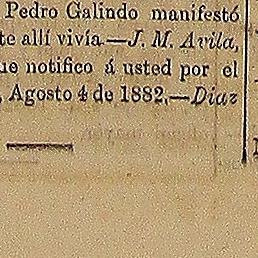 Pedro Galindo manifestó
te allí vivía.—J. M. Avila,
ue notifico á usted por el
, Agosto 4 de 1882.—Diaz